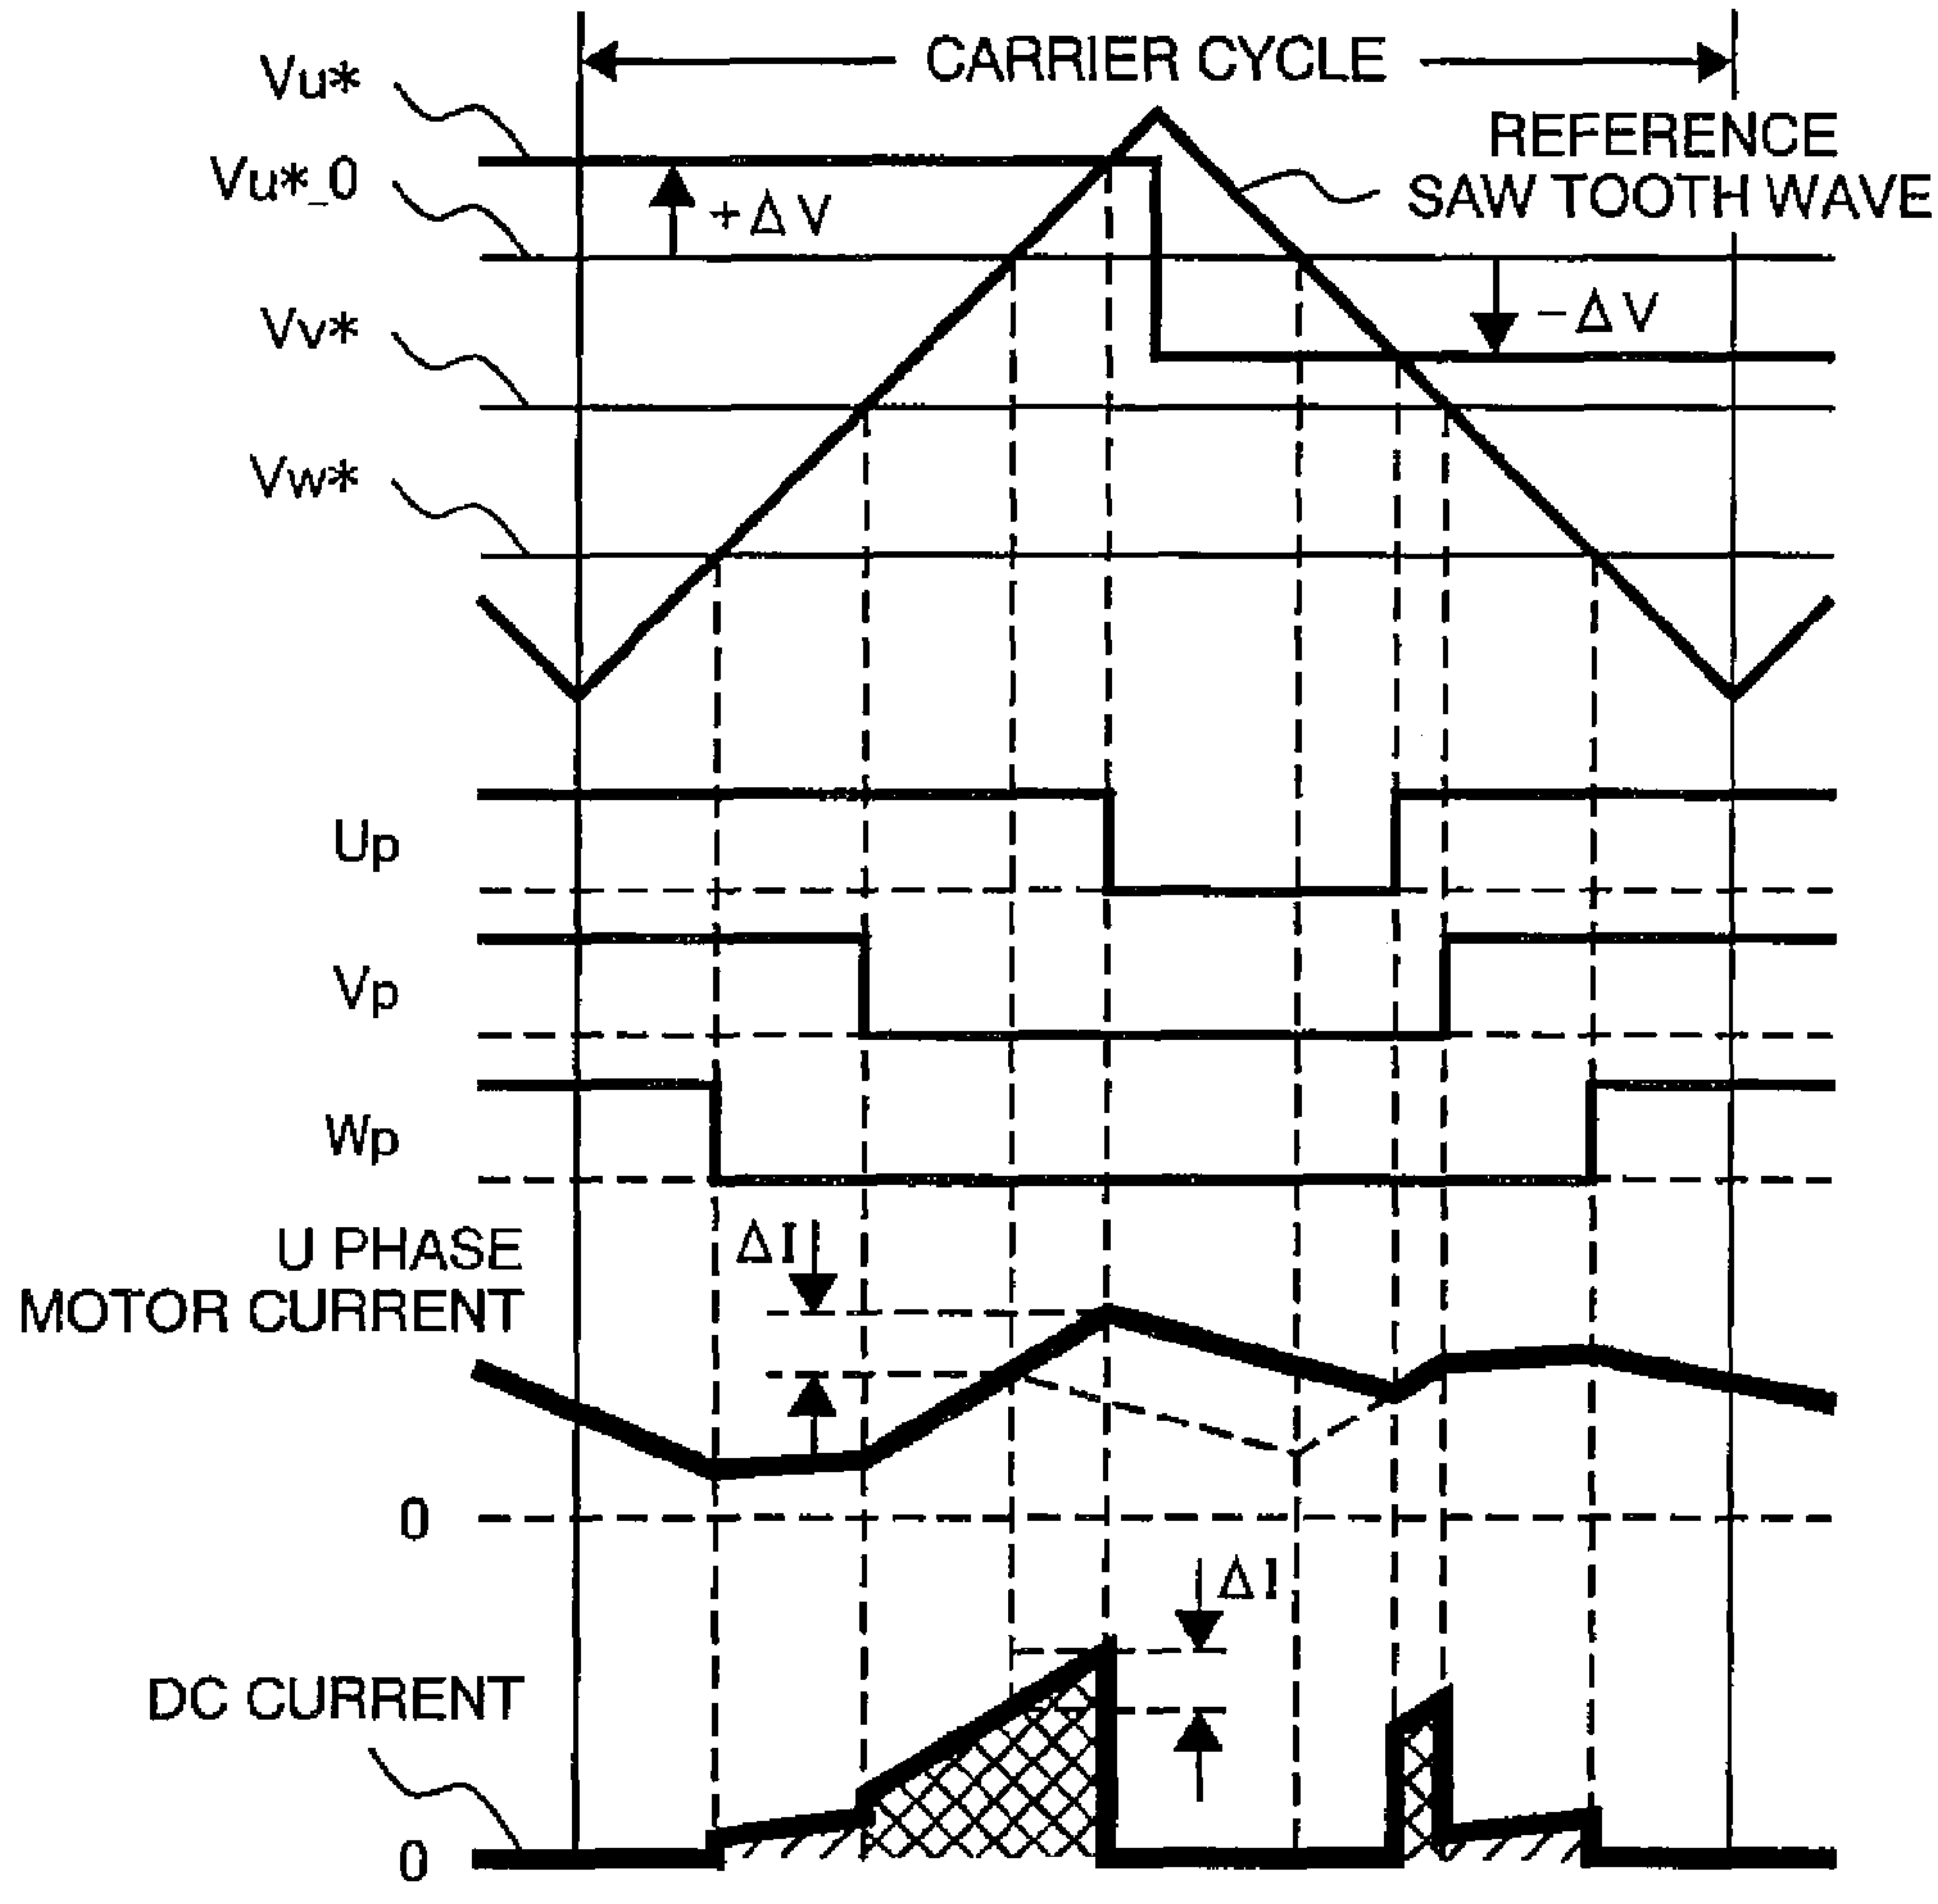 CARRIER CYCLE
Vu*
REFERENCE
SAW TOOTH WAVE
Vu*_0
+ΔV
Vv*
-ΔV
Vw*
Up
Vp
Wp
U PHASE
MOTOR CURRENT
ΔI
0
ΔI
DC CURRENT
0